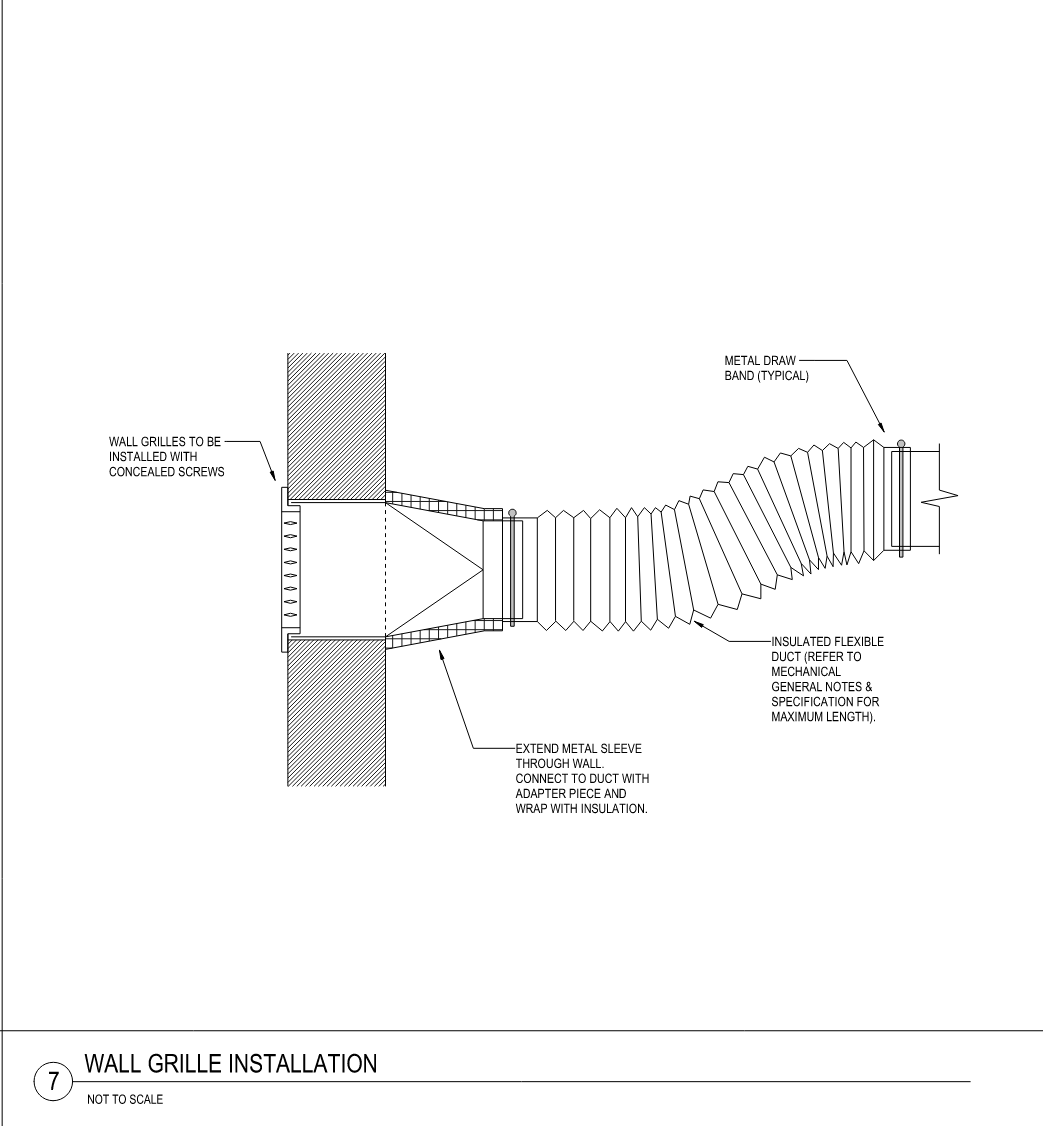 METAL DRAW
BAND (TYPICAL)
WALL GRILLES TO BE
INSTALLED WITH
CONCEALED SCREWS
INSULATED FLEXIBLE
DUCT (REFER TO
MECHANICAL
GENERAL NOTES &
SPECIFICATION FOR
MAXIMUM LENGTH).
EXTEND METAL SLEEVE
THROUGH WALL.
CONNECT TO DUCT WITH
ADAPTER PIECE AND
WRAP WITH INSULATION.
7
WALL GRILLE INSTALLATION
NOT TO SCALE